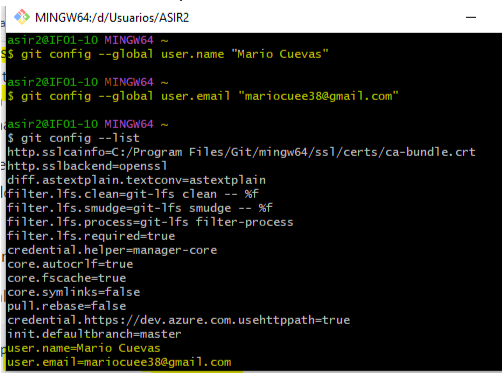 MINGW64:/d/Usuarios/ASIR2
asir2@IF01-10 MINGW64 ~
$ git config --global user.name "Mario Cuevas"
asir2@IF01-10 MINGW64 ~
$ git config --global user.email "mariocuee38@gmail.com"
asir2@IF01-10 MINGW64 ~
$ git config --list
http.sslcainfo=C:/Program Files/Git/mingw64/ssl/certs/ca-bundle.crt
http.sslbackend=openssl
diff.astextplain.textconv=astextplain
filter.lfs.clean=git-lfs clean -- %f
filter.lfs.smudge=git-lfs smudge -- %f
filter.lfs.process=git-lfs filter-process
filter.lfs.required=true
credential.helper=manager-core
core.autocrlf=true
core.fscache=true
core.symlinks=false
pull.rebase=false
credential.https://dev.azure.com.usehttppath=true
init.defaultbranch=master
user.name=Mario Cuevas
user.email=mariocuee38@gmail.com